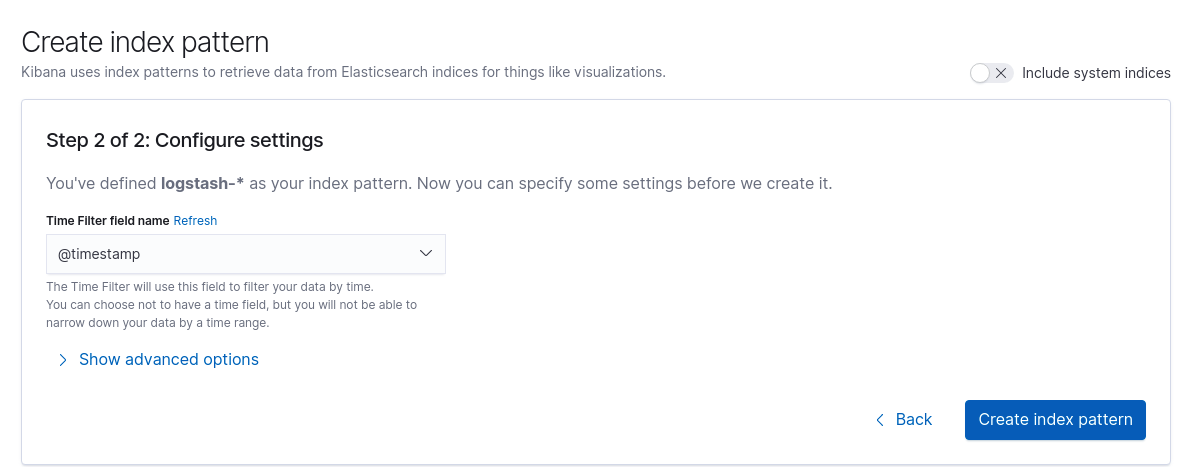 Create index pattern
Kibana uses index patterns to retrieve data from Elasticsearch indices for things like visualizations.
Include system indices
Step 2 of 2: Configure settings
You've defined logstash-* as your index pattern. Now you can specify some settings before we create it.
Time Filter field name Refresh
@timestamp
The Time Filter will use this field to filter your data by time.
You can choose not to have a time field, but you will not be able to
narrow down your data by a time range.
Show advanced options
Back
Create index pattern